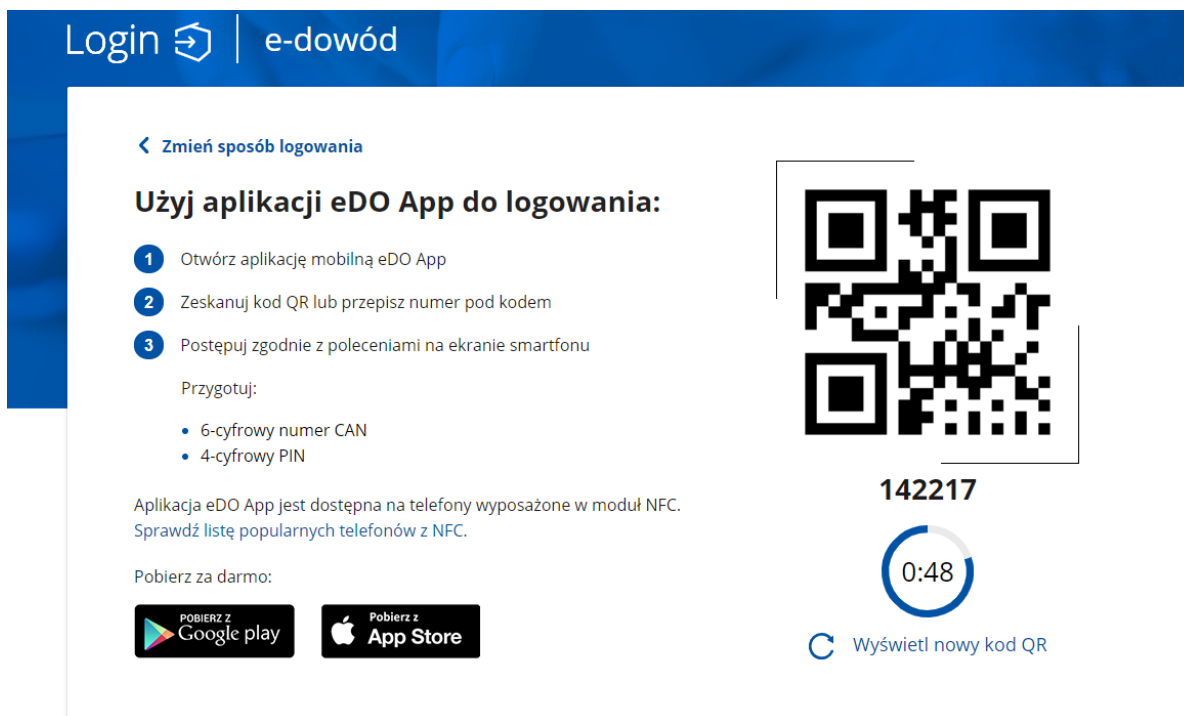 Login | e-dowód
Zmień sposób logowania
Użyj aplikacji eDO App do logowania:
1 Otwórz aplikację mobilną eDO App
2 Zeskanuj kod QR lub przepisz numer pod kodem
3 Postępuj zgodnie z poleceniami na ekranie smartfonu
Przygotuj:
• 6-cyfrowy numer CAN
• 4-cyfrowy PIN
Aplikacja eDO App jest dostępna na telefony wyposażone w moduł NFC.
Sprawdź listę popularnych telefonów z NFC.
Pobierz za darmo:
POBIERZ Z
Google play
Pobierz z
App Store
142217
0:48
Wyświetl nowy kod QR